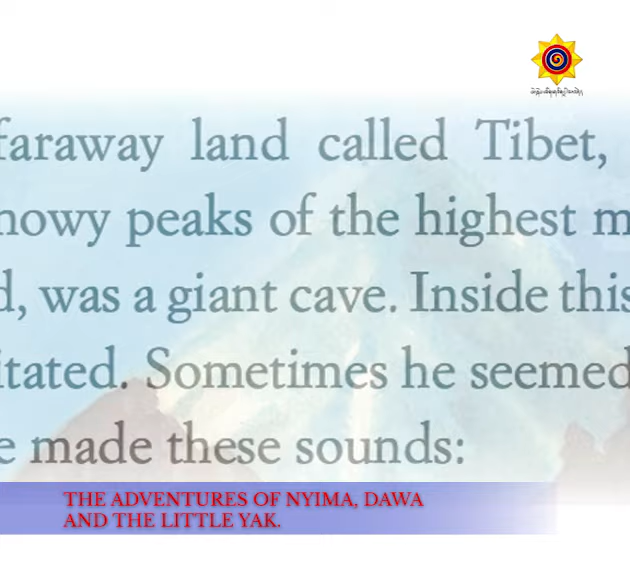 faraway land called Tibet,
nowy peaks of the highest m
d, was a giant cave. Inside this
itated. Sometimes he seemed
e made these sounds:
THE ADVENTURES OF NYIMA, DAWA
AND THE LITTLE YAK.